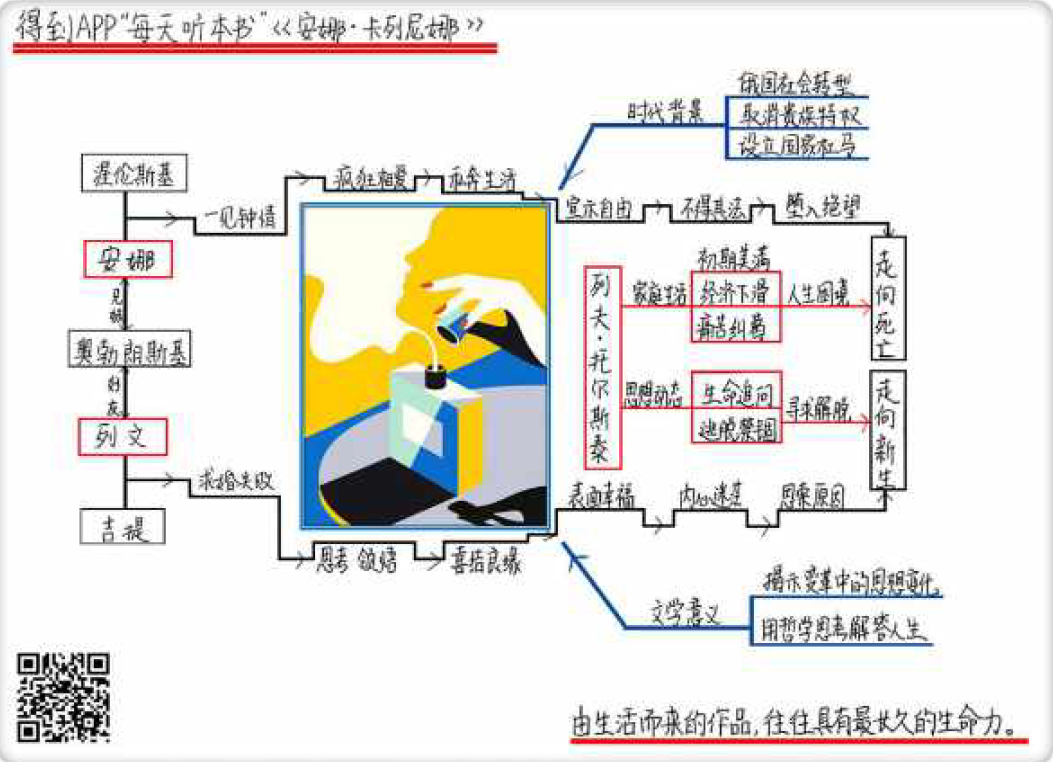 得到APP“每天听本书”《安娜·卡列尼娜》
时代背景
俄国社会转型
取消贵族特权
设立国家杜马
渥伦斯基
一见钟情
疯狂相爱
私奔生活
宣示自由
不得其法
堕入绝望
走向死亡
安娜
兄妹
奥勃朗斯基
好友
列文
吉提
列夫·托尔斯泰
家庭生活
初期美满
经济下滑
痛苦纠葛
人生困境
思想动态
生命追问
逃脱禁锢
寻求解脱
走向新生
求婚失败
思考
喜结良缘
表面幸福
内心迷茫
思索原因
文学意义
揭示变革中的思想变化。
用哲学思考解答人生
由生活而来的作品,往往具有最长久的生命力。